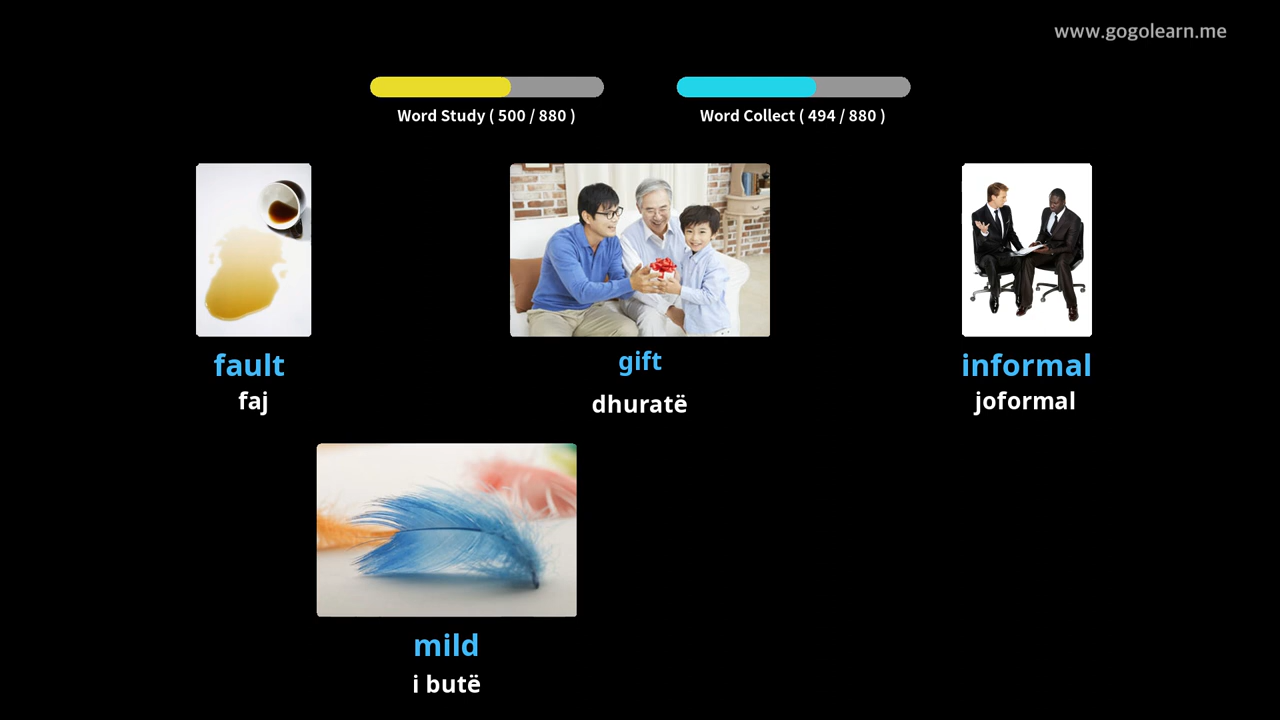 www.gogolearn.me
Word Study ( 500 / 880 )
Word Collect ( 494 / 880 )
fault
faj
gift
dhuratë
informal
joformal
mild
i butë